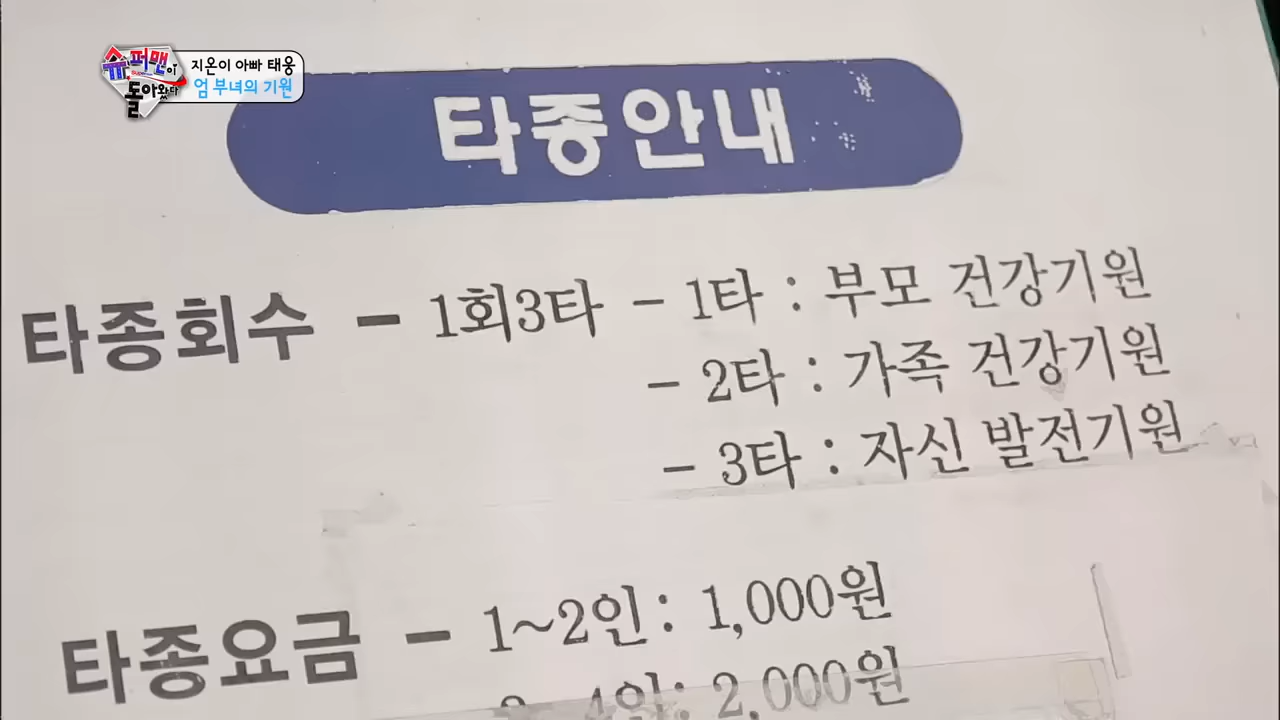 슈퍼맨이
돌아왔다
지온이 아빠 태웅
엄 부녀의 기원
타종안내
타종회수 - 1회3타 - 1타 : 부모 건강기원
- 2타 : 가족 건강기원
- 3타 : 자신 발전기원
타종요금 - 1~2인 : 1,000원
4인 : 2,000원